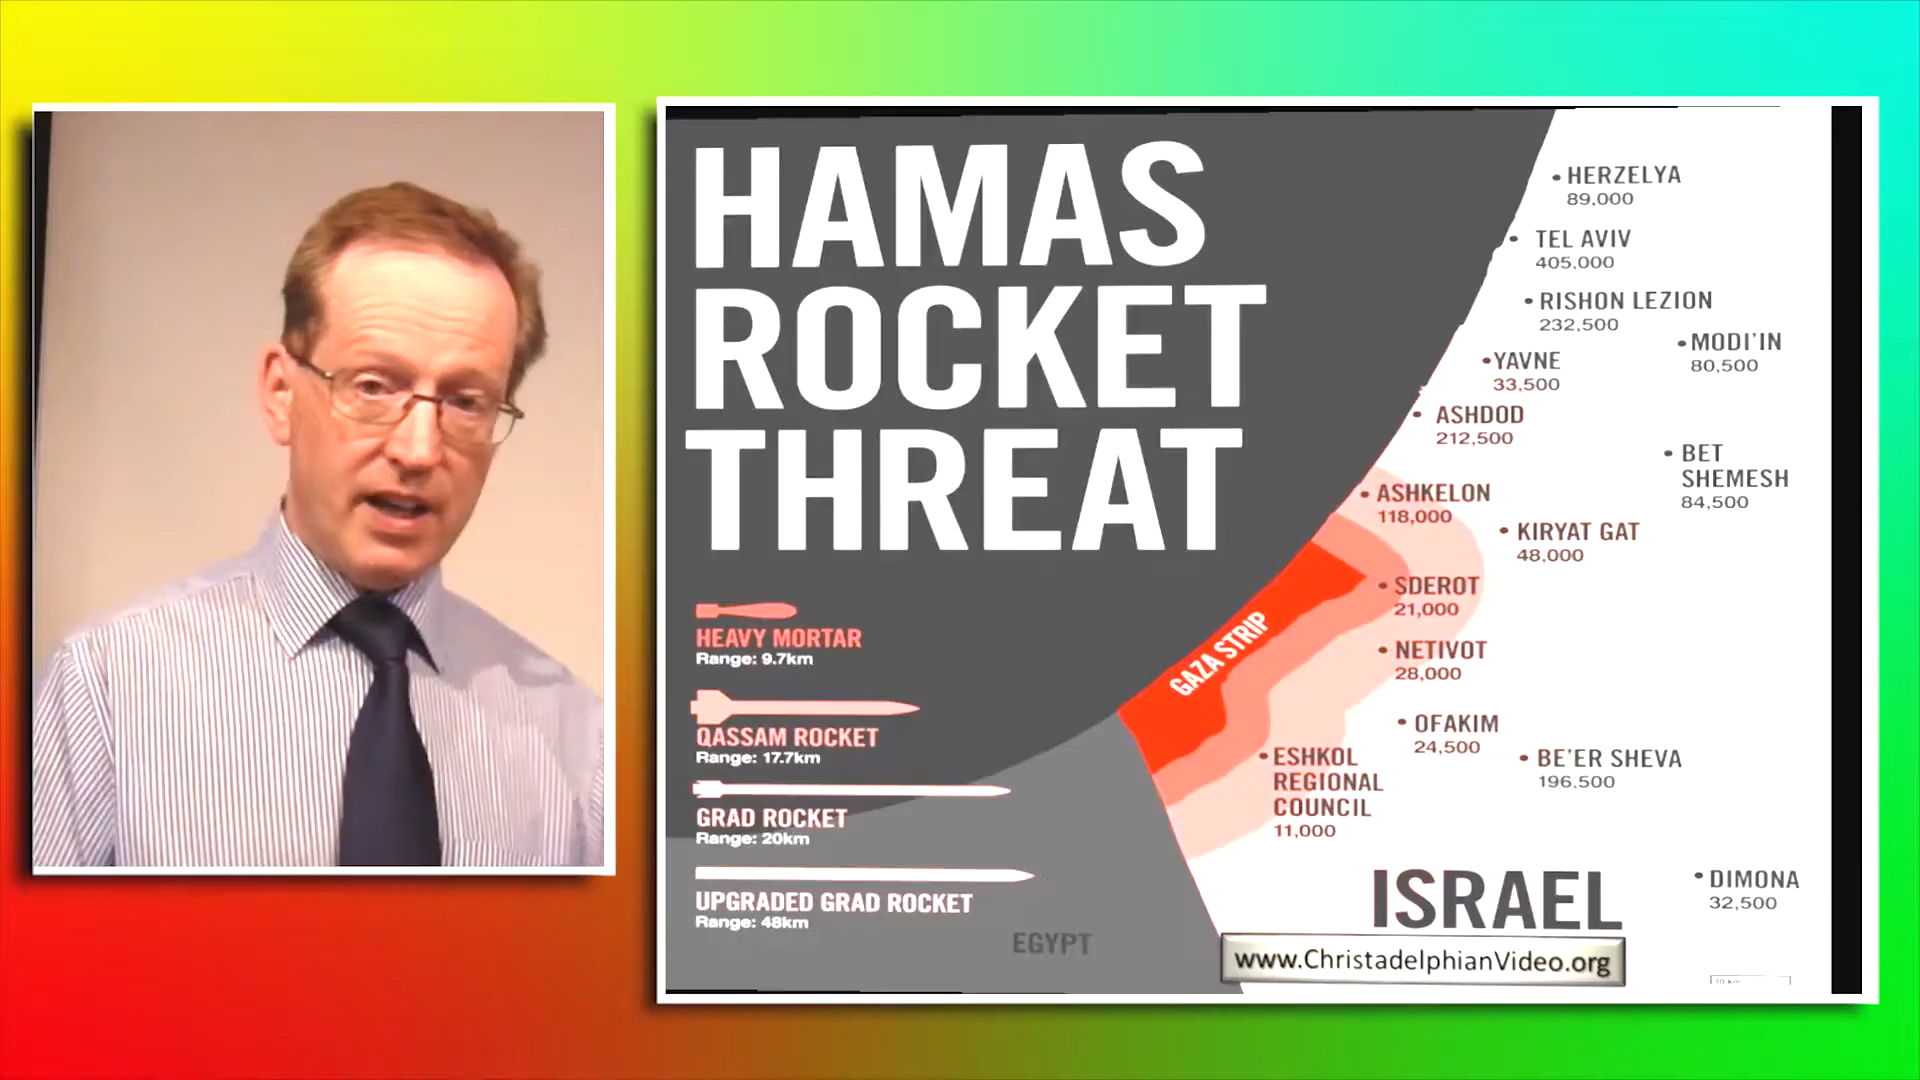 HAMAS
ROCKET
THREAT
HEAVY MORTAR
Range: 9.7km
QASSAM ROCKET
Range: 17.7km
GRAD ROCKET
Range: 20km
UPGRADED GRAD ROCKET
Range: 48km
EGYPT
GAZA STRIP
• HERZELYA
89,000
• TEL AVIV
405,000
• RISHON LEZION
232,500
• MODI'IN
80,500
• YAVNE
33,500
• ASHDOD
212,500
• BET
SHEMESH
84,500
• ASHKELON
118,000
• KIRYAT GAT
48,000
• SDEROT
21,000
• NETIVOT
28,000
• OFAKIM
24,500
• ESHKOL
REGIONAL
COUNCIL
11,000
• BE'ER SHEVA
196,500
ISRAEL
• DIMONA
32,500
www.ChristadelphianVideo.org
10 km